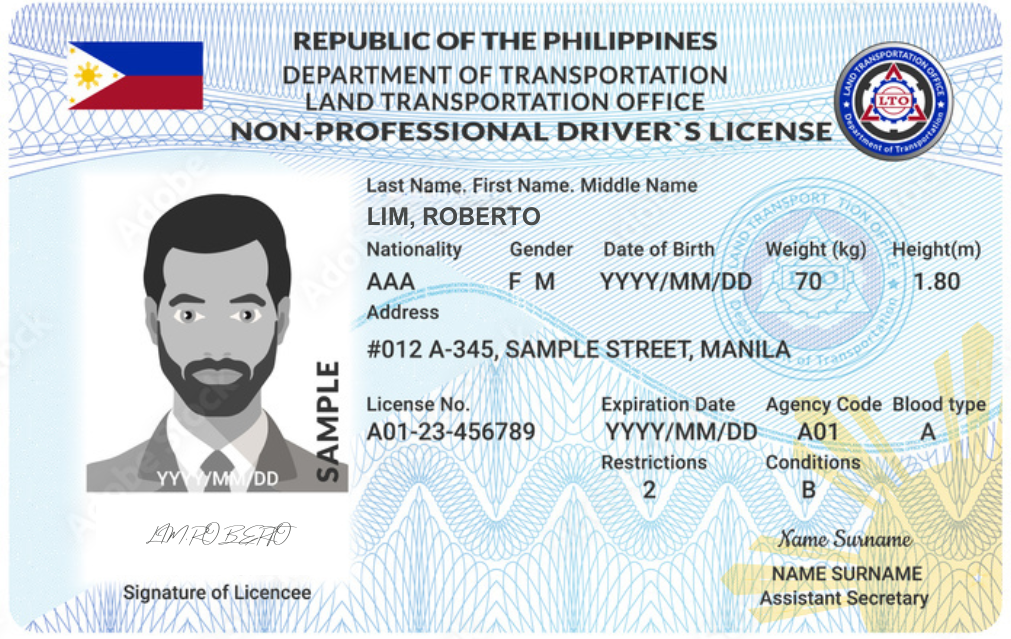 REPUBLIC OF THE PHILIPPINES
DEPARTMENT OF TRANSPORTATION
LAND TRANSPORTATION OFFICE
NON-PROFESSIONAL DRIVER`S LICENSE
LAND TRANSPORTATION OFFICE
LTO
Department of Transportation
Last Name. First Name. Middle Name
LIM, ROBERTO
Nationality Gender Date of Birth Weight (kg) Height(m)
AAA F M YYYY/MM/DD 70 1.80
Address
#012 A-345, SAMPLE STREET, MANILA
License No. Expiration Date Agency Code Blood type
A01-23-456789 YYYY/MM/DD A01 A
Restrictions Conditions
2 B
SAMPLE
YYYY/MM/DD
LIM.ROBERTO
Signature of Licencee
Name Surname
NAME SURNAME
Assistant Secretary